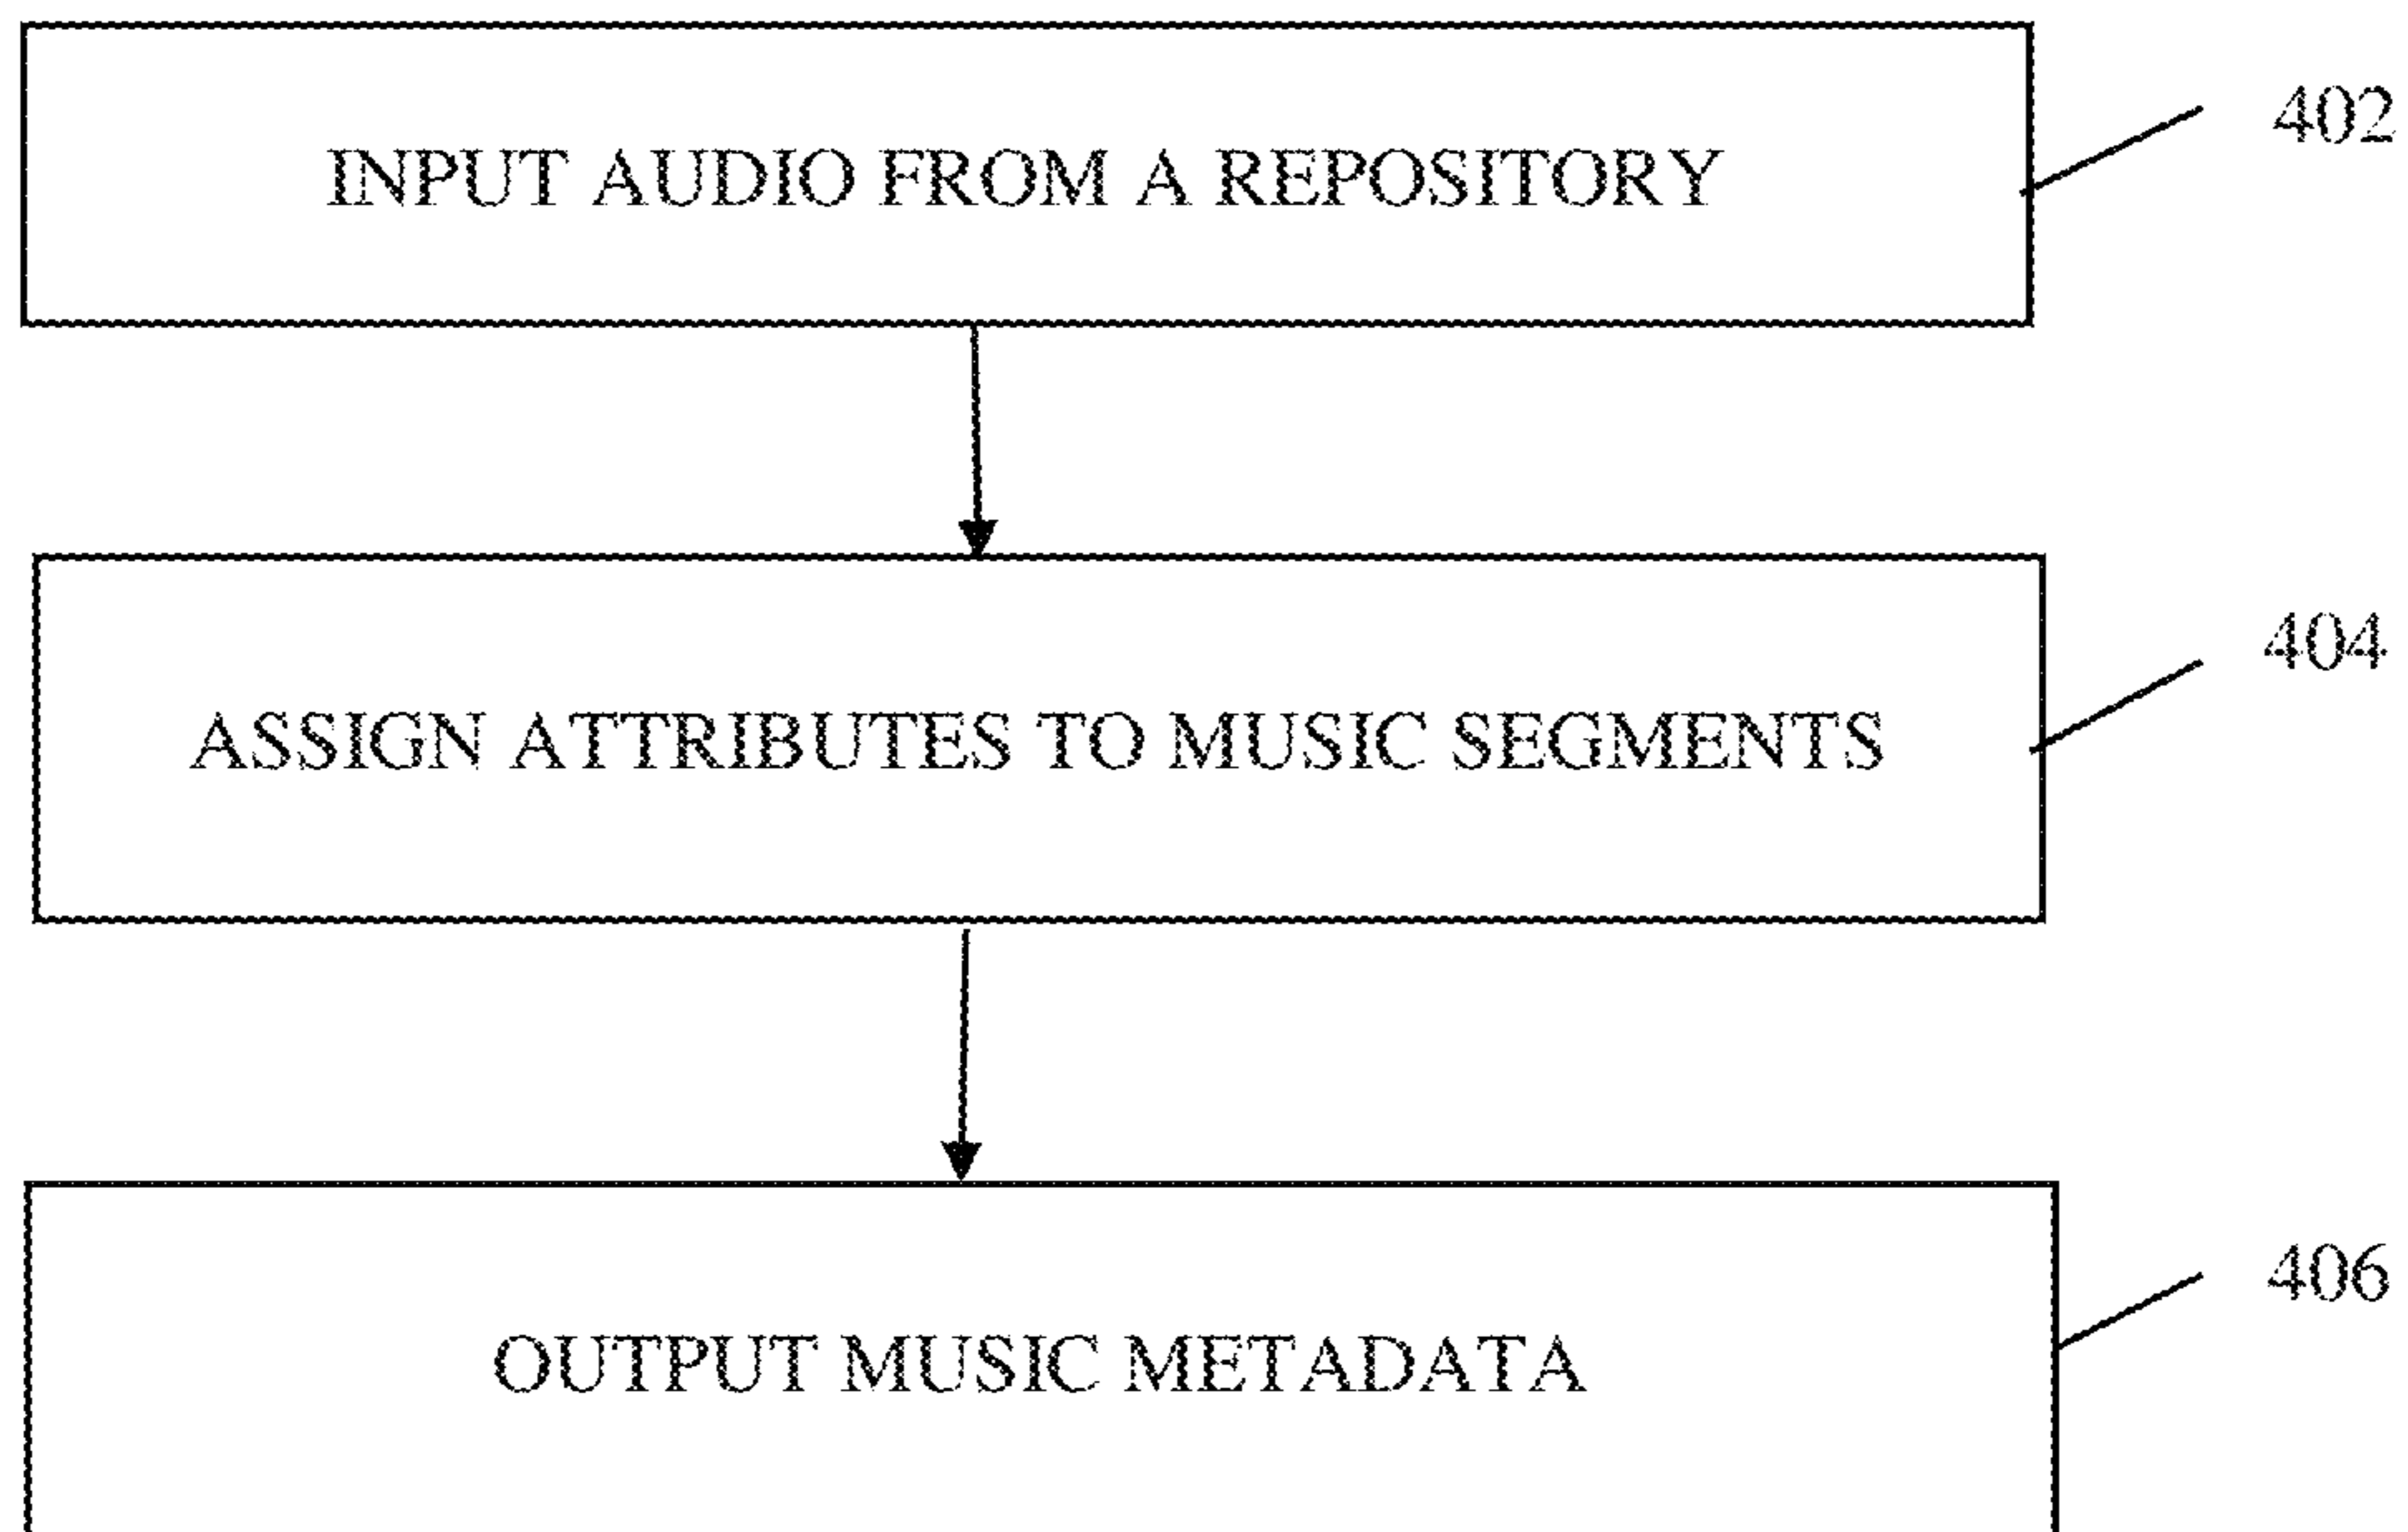 INPUT AUDIO FROM A REPOSITORY
402
ASSIGN ATTRIBUTES TO MUSIC SEGMENTS
404
OUTPUT MUSIC METADATA
406